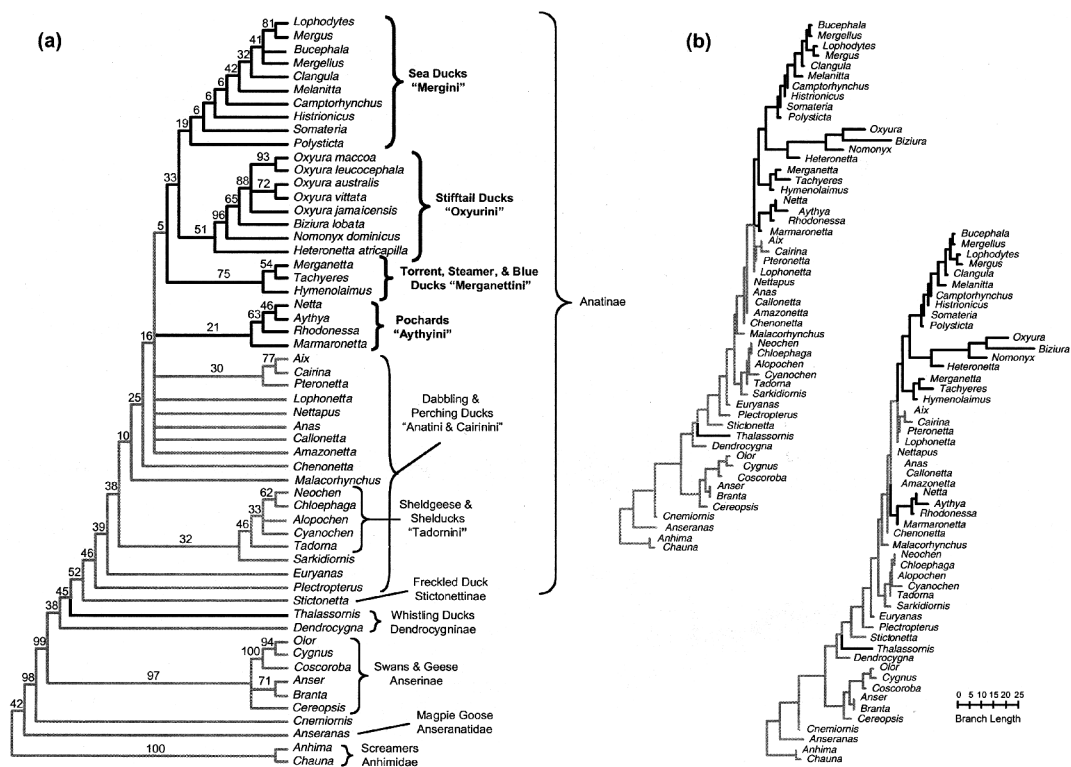 (a)
81
Lophodytes
Mergus
41
Bucephala
32
Mergellus
42
Clangula
Melanitta
6
Camptorhynchus
6
Histrionicus
6
Somateria
19
Polysticta
Sea Ducks
“Mergini”
93
Oxyura maccoa
Oxyura leucocephala
88
72
Oxyura australis
Oxyura vittata
65
Oxyura jamaicensis
96
Biziura lobata
51
Nomonyx dominicus
Heteronetta atricapilla
Stifftail Ducks
“Oxyurini”
33
5
54
Merganetta
75
Tachyeres
Hymenolaimus
Torrent, Steamer, & Blue
Ducks “Merganettini”
46
Netta
63
Aythya
21
Rhodonessa
Marmaronetta
Pochards
“Aythyini”
16
77
Aix
30
Cairina
Pteronetta
Lophonetta
25
Nettapus
Anas
Callonetta
Amazonetta
10
Chenonetta
Malacorhynchus
Dabbling &
Perching Ducks
“Anatini & Cairinini”
38
62
Neochen
33
Chloephaga
46
Alopochen
Cyanochen
32
Tadorna
Sarkidiornis
Sheldgeese &
Shelducks
“Tadornini”
39
Euryanas
46
Plectropterus
52
Stictonetta
Freckled Duck
Stictonettinae
45
Thalassornis
38
Dendrocygna
Whistling Ducks
Dendrocygninae
99
94
Olor
100
Cygnus
Coscoroba
97
71
Anser
Branta
Cereopsis
Swans & Geese
Anserinae
98
Cnemiornis
42
Anseranas
Magpie Goose
Anseranatidae
100
Anhima
Chauna
Screamers
Anhimidae
Anatinae
(b)
Bucephala
Mergellus
Lophodytes
Mergus
Clangula
Melanitta
Camptorhynchus
Histrionicus
Somateria
Polysticta
Oxyura
Biziura
Nomonyx
Heteronetta
Merganetta
Tachyeres
Hymenolaimus
Netta
Aythya
Rhodonessa
Marmaronetta
Aix
Cairina
Pteronetta
Lophonetta
Nettapus
Anas
Callonetta
Amazonetta
Chenonetta
Malacorhynchus
Neochen
Chloephaga
Alopochen
Cyanochen
Tadorna
Sarkidiornis
Euryanas
Plectropterus
Stictonetta
Thalassornis
Dendrocygna
Olor
Cygnus
Coscoroba
Anser
Branta
Cereopsis
Cnemiornis
Anseranas
Anhima
Chauna
Bucephala
Mergellus
Lophodytes
Mergus
Clangula
Melanitta
Camptorhynchus
Histrionicus
Somateria
Polysticta
Oxyura
Biziura
Nomonyx
Heteronetta
Merganetta
Tachyeres
Hymenolaimus
Aix
Cairina
Pteronetta
Lophonetta
Nettapus
Anas
Callonetta
Amazonetta
Netta
Aythya
Rhodonessa
Marmaronetta
Chenonetta
Malacorhynchus
Neochen
Chloephaga
Alopochen
Cyanochen
Tadorna
Sarkidiornis
Euryanas
Plectropterus
Stictonetta
Thalassornis
Dendrocygna
Olor
Cygnus
Coscoroba
Anser
Branta
Cereopsis
Cnemiornis
Anseranas
Anhima
Chauna
0 5 10 15 20 25
Branch Length